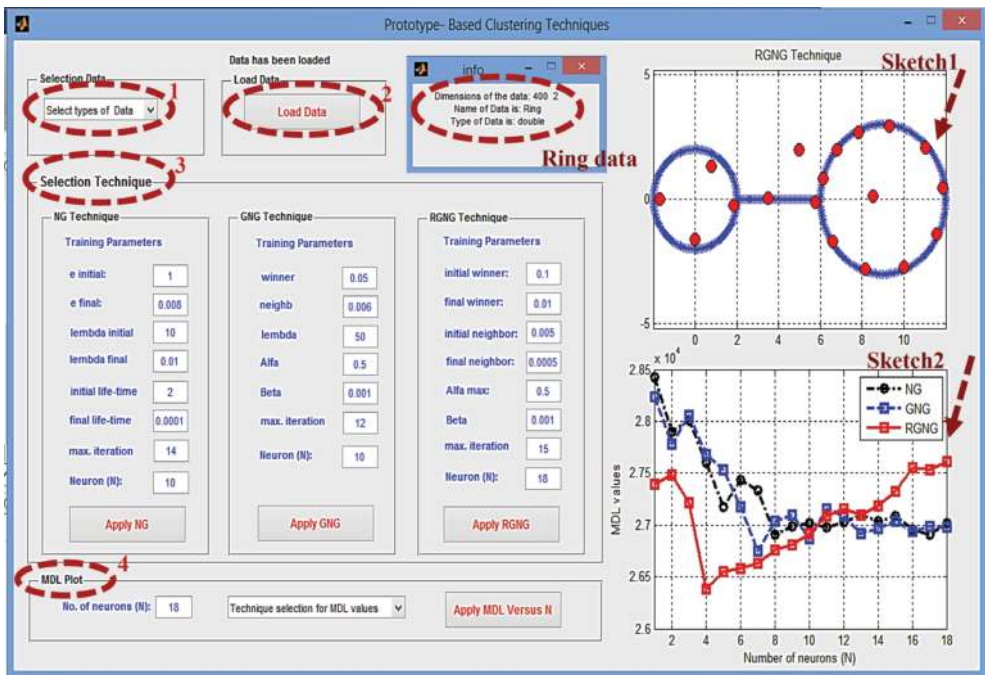 Prototype- Based Clustering Techniques
Selection Data
1
Select types of Data
Data has been loaded
Load Data
2
Load Data
info
Dimensions of the data: 400 2
Name of Data is: Ring
Type of Data is: double
Ring data
3
Selection Technique
NG Technique
Training Parameters
e initial: 1
e final: 0.008
lembda initial 10
lembda final 0.01
initial life-time 2
final life-time 0.0001
max. iteration 14
Neuron (N): 10
Apply NG
GNG Technique
Training Parameters
winner 0.05
neighb 0.006
lembda 50
Alfa 0.5
Beta 0.001
max. iteration 12
Neuron (N): 10
Apply GNG
RGNG Technique
Training Parameters
initial winner: 0.1
final winner: 0.01
initial neighbor: 0.005
final neighbor: 0.0005
Alfa max: 0.5
Beta 0.001
max. iteration 15
Neuron (N): 18
Apply RGNG
4
MDL Plot
No. of neurons (N): 18
Technique selection for MDL values
Apply MDL Versus N
RGNG Technique
Sketch1
5
0
-5
0 2 4 6 8 10
Sketch2
x 10^4
2.85
2.8
2.75
2.7
2.65
2.6
MDL values
NG
GNG
RGNG
2 4 6 8 10 12 14 16 18
Number of neurons (N)